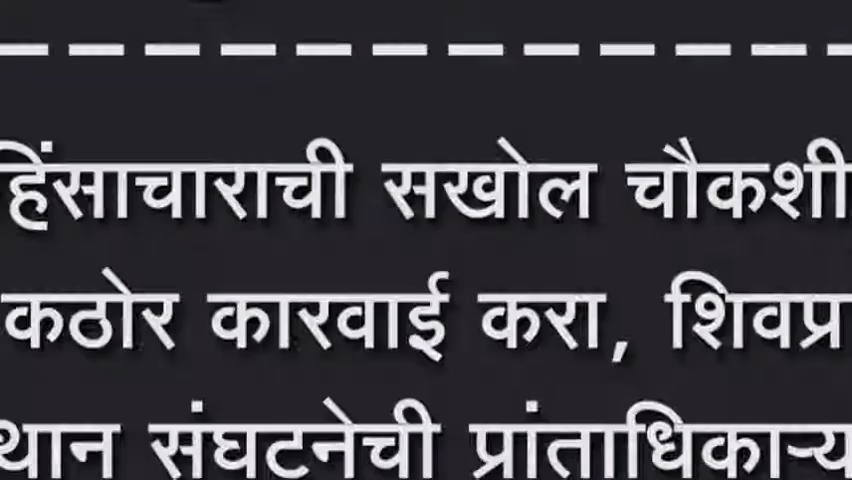 हिंसाचाराची सखोल चौकशी
कठोर कारवाई करा, शिवप्र
थान संघटनेची प्रांताधिकाऱ्य